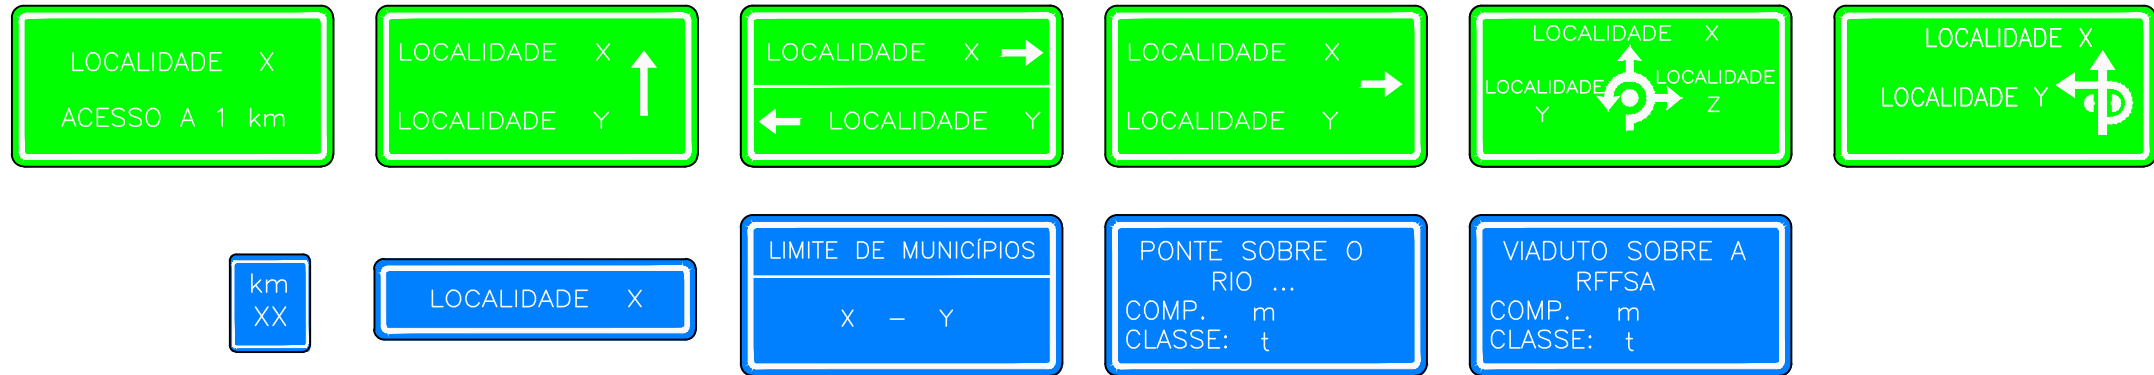 LOCALIDADE X
ACESSO A 1 km
LOCALIDADE X
LOCALIDADE Y
LOCALIDADE X
LOCALIDADE Y
LOCALIDADE X
LOCALIDADE Y
LOCALIDADE X
LOCALIDADE
Y
LOCALIDADE
Z
LOCALIDADE X
LOCALIDADE Y
km
XX
LOCALIDADE X
LIMITE DE MUNICÍPIOS
X - Y
PONTE SOBRE O
RIO ...
COMP. m
CLASSE: t
VIADUTO SOBRE A
RFFSA
COMP. m
CLASSE: t